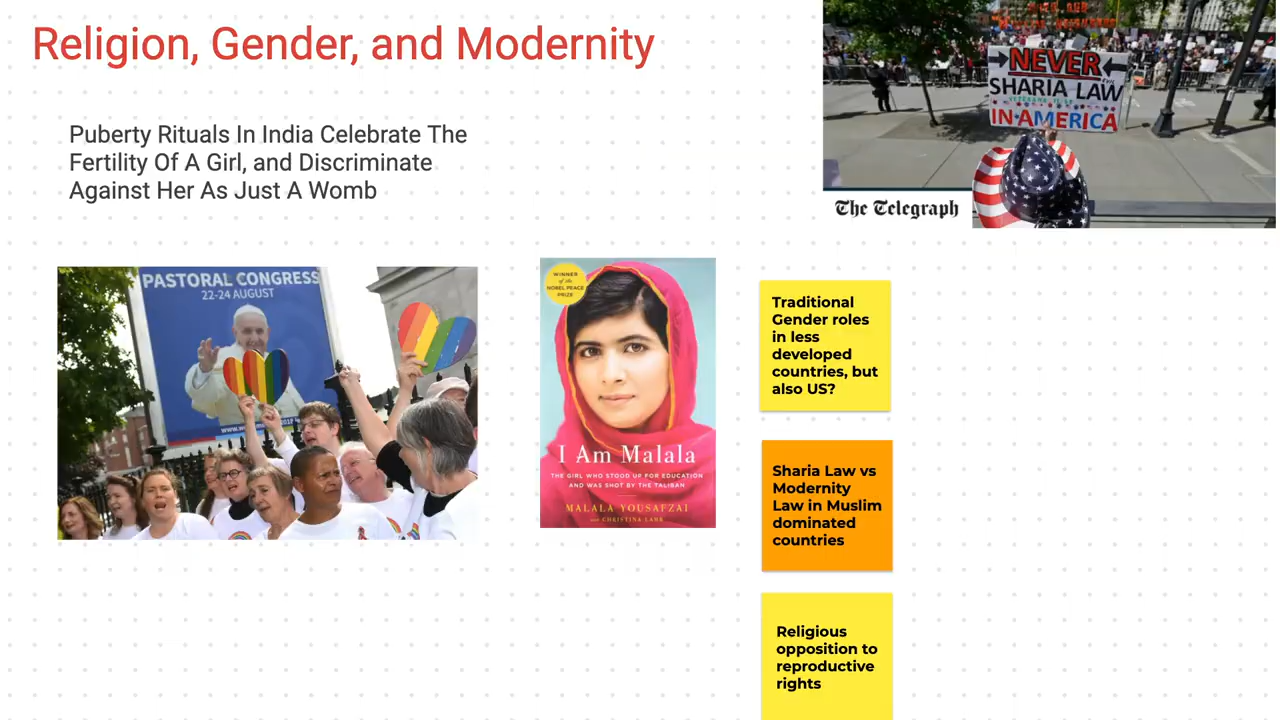 Religion, Gender, and Modernity
Puberty Rituals In India Celebrate The
Fertility Of A Girl, and Discriminate
Against Her As Just A Womb
NEVER
SHARIA LAW
IN AMERICA
The Telegraph
PASTORAL CONGRESS
22-24 AUGUST
WINNER
of the
NOBEL PEACE
PRIZE
I Am Malala
THE GIRL WHO STOOD UP FOR EDUCATION
AND WAS SHOT BY THE TALIBAN
MALALA YOUSAFZAI
WITH CHRISTINA LAMB
Traditional
Gender roles
in less
developed
countries, but
also US?
Sharia Law vs
Modernity
Law in Muslim
dominated
countries
Religious
opposition to
reproductive
rights